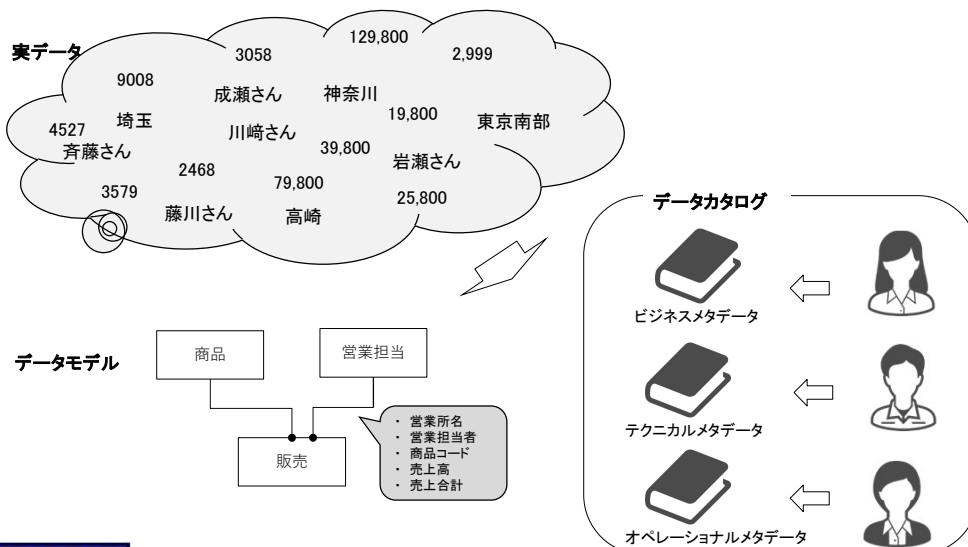 実データ
129,800
3058
2,999
9008
成瀬さん
神奈川
19,800
埼玉
東京南部
4527
川﨑さん
斉藤さん
39,800
岩瀬さん
2468
79,800
3579
25,800
藤川さん
高崎
データカタログ
ビジネスメタデータ
テクニカルメタデータ
オペレーショナルメタデータ
データモデル
商品
営業担当
販売
・ 営業所名
・ 営業担当者
・ 商品コード
・ 売上高
・ 売上合計